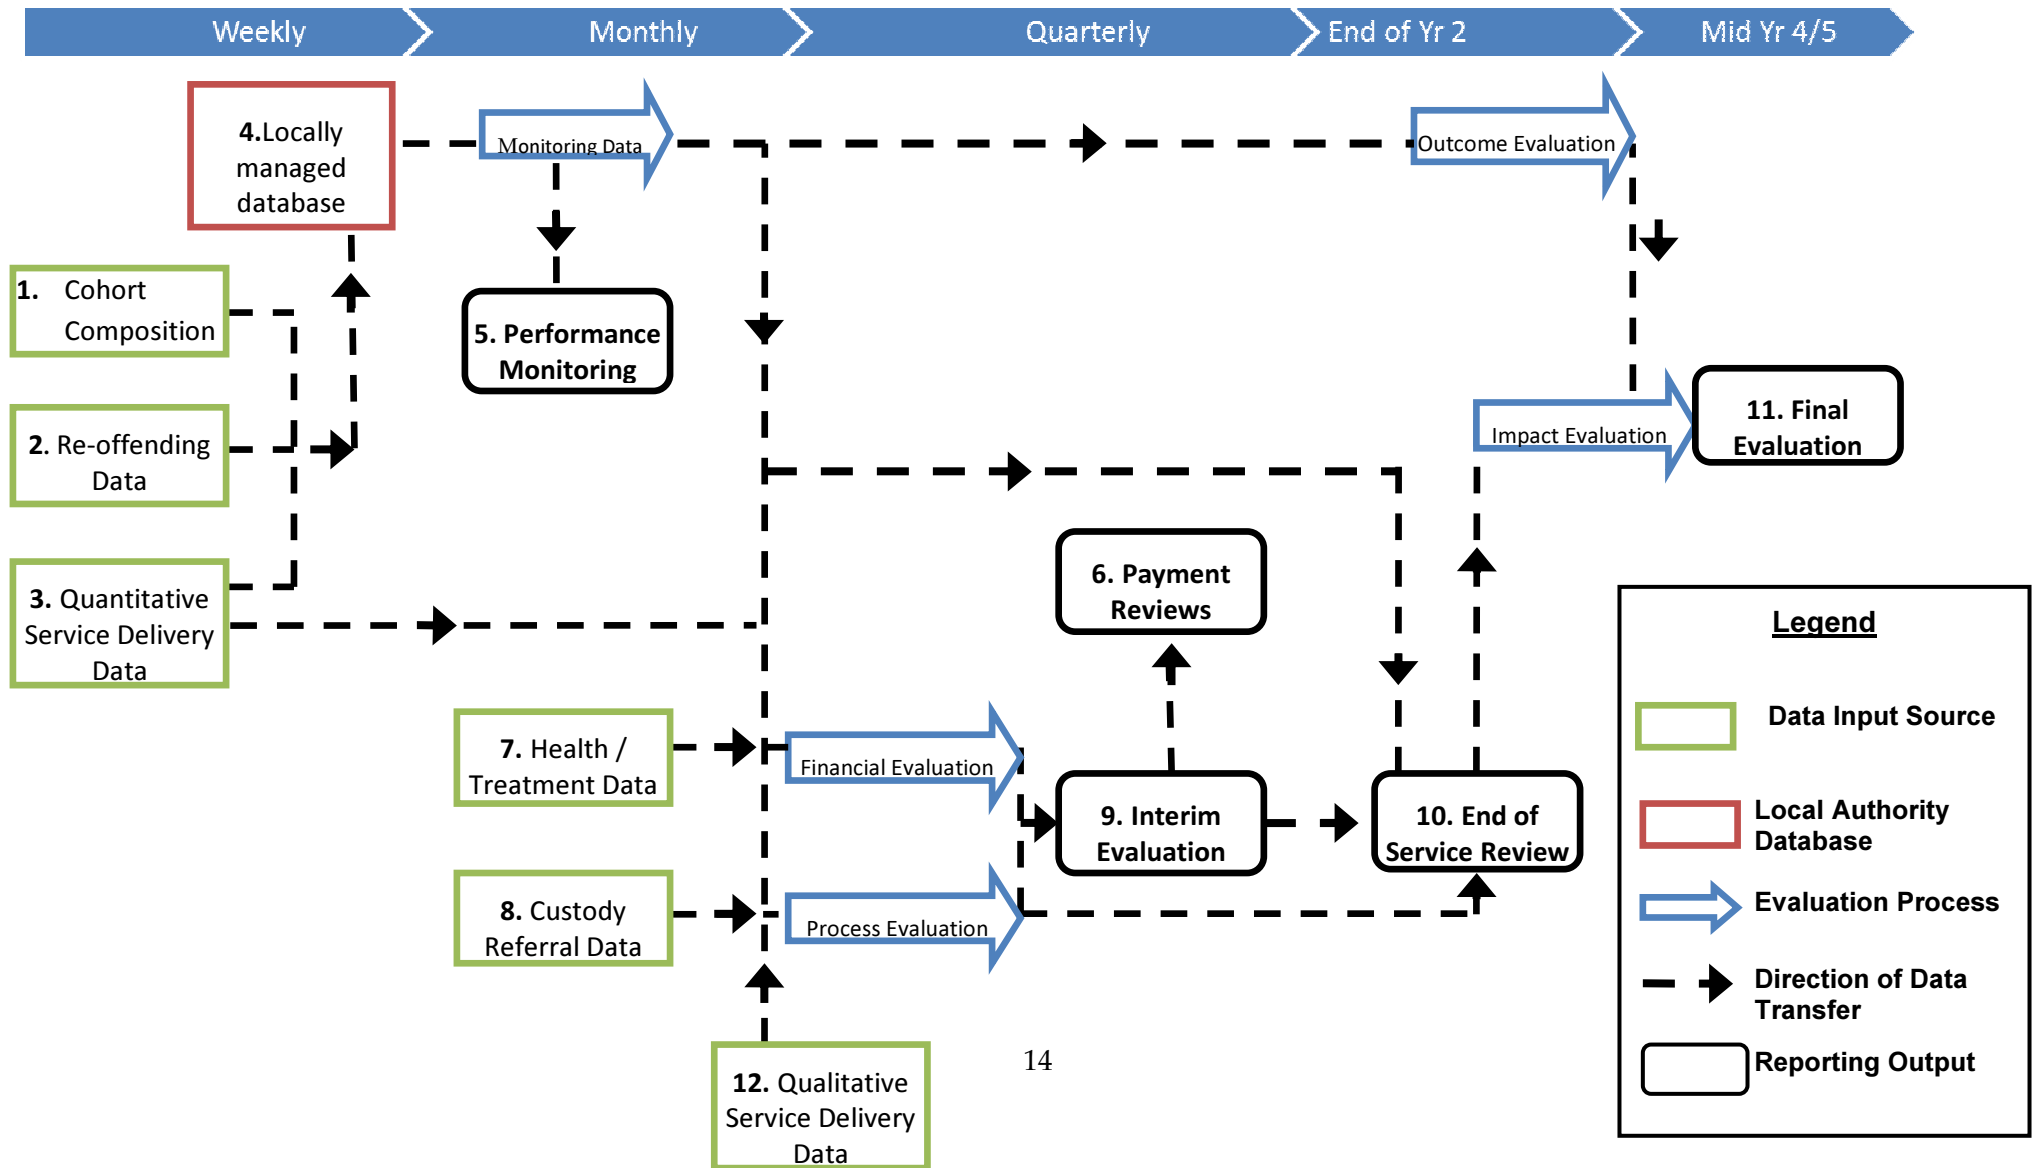 Weekly
Monthly
Quarterly
End of Yr 2
Mid Yr 4/5
4.Locally
managed
database
Monitoring Data
Outcome Evaluation
1. Cohort
Composition
5. Performance
Monitoring
2. Re-offending
Data
Impact Evaluation
11. Final
Evaluation
3. Quantitative
Service Delivery
Data
6. Payment
Reviews
7. Health /
Treatment Data
Financial Evaluation
9. Interim
Evaluation
10. End of
Service Review
8. Custody
Referral Data
Process Evaluation
12. Qualitative
Service Delivery
Data
14
Legend
Data Input Source
Local Authority
Database
Evaluation Process
Direction of Data
Transfer
Reporting Output